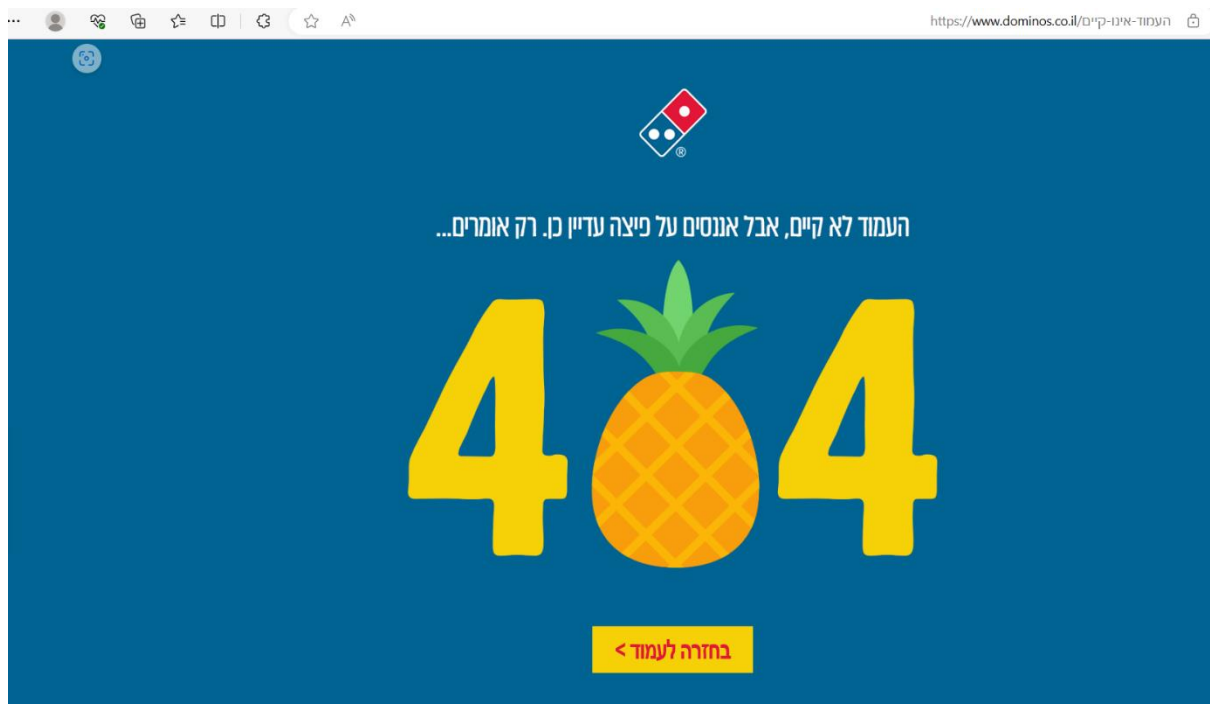 https://www.dominos.co.il/העמוד-אינו-קיים
העמוד לא קיים, אבל אננסים על פיצה עדיין כן. רק אומרים...
404
בחזרה לעמוד >